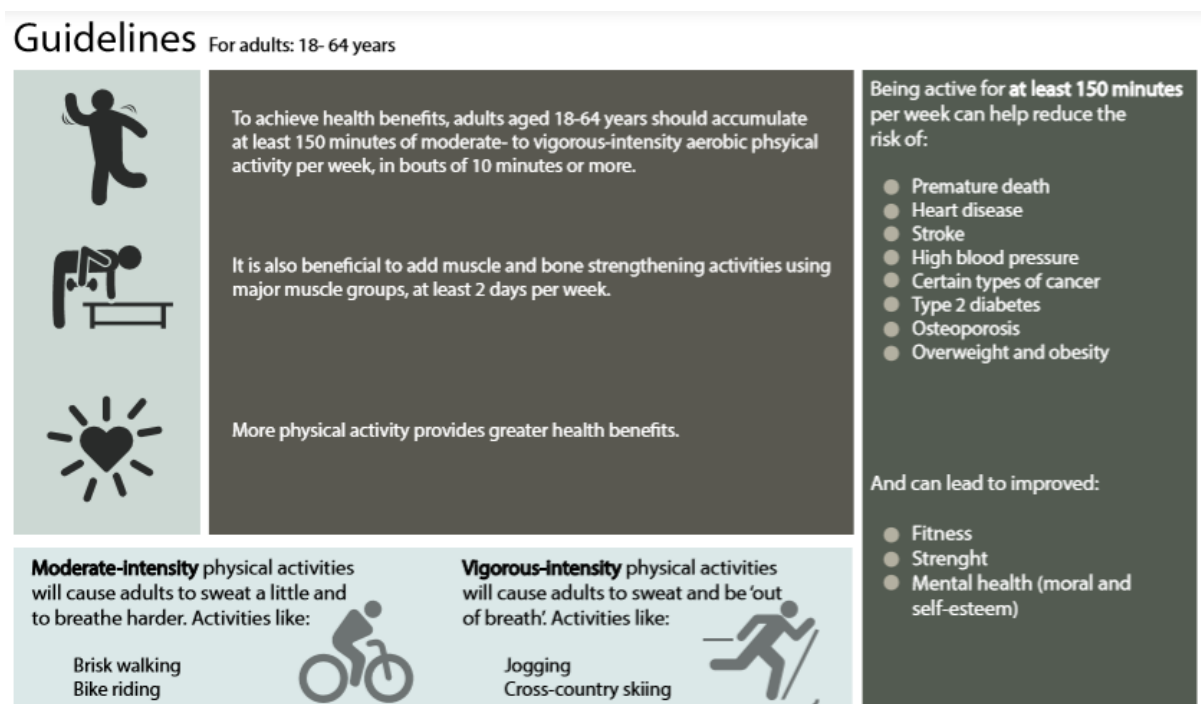 Guidelines For adults: 18- 64 years
To achieve health benefits, adults aged 18-64 years should accumulate
at least 150 minutes of moderate- to vigorous-intensity aerobic phsyical
activity per week, in bouts of 10 minutes or more.
It is also beneficial to add muscle and bone strengthening activities using
major muscle groups, at least 2 days per week.
More physical activity provides greater health benefits.
Being active for at least 150 minutes
per week can help reduce the
risk of:
Premature death
Heart disease
Stroke
High blood pressure
Certain types of cancer
Type 2 diabetes
Osteoporosis
Overweight and obesity
And can lead to improved:
Fitness
Strenght
Mental health (moral and
self-esteem)
Moderate-intensity physical activities
will cause adults to sweat a little and
to breathe harder. Activities like:
Brisk walking
Bike riding
Vigorous-intensity physical activities
will cause adults to sweat and be 'out
of breath'. Activities like:
Jogging
Cross-country skiing